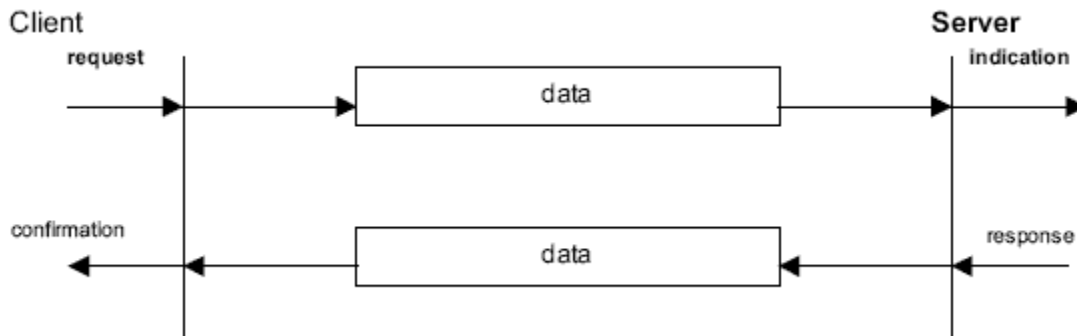 Client
Server
request
indication
data
confirmation
data
response